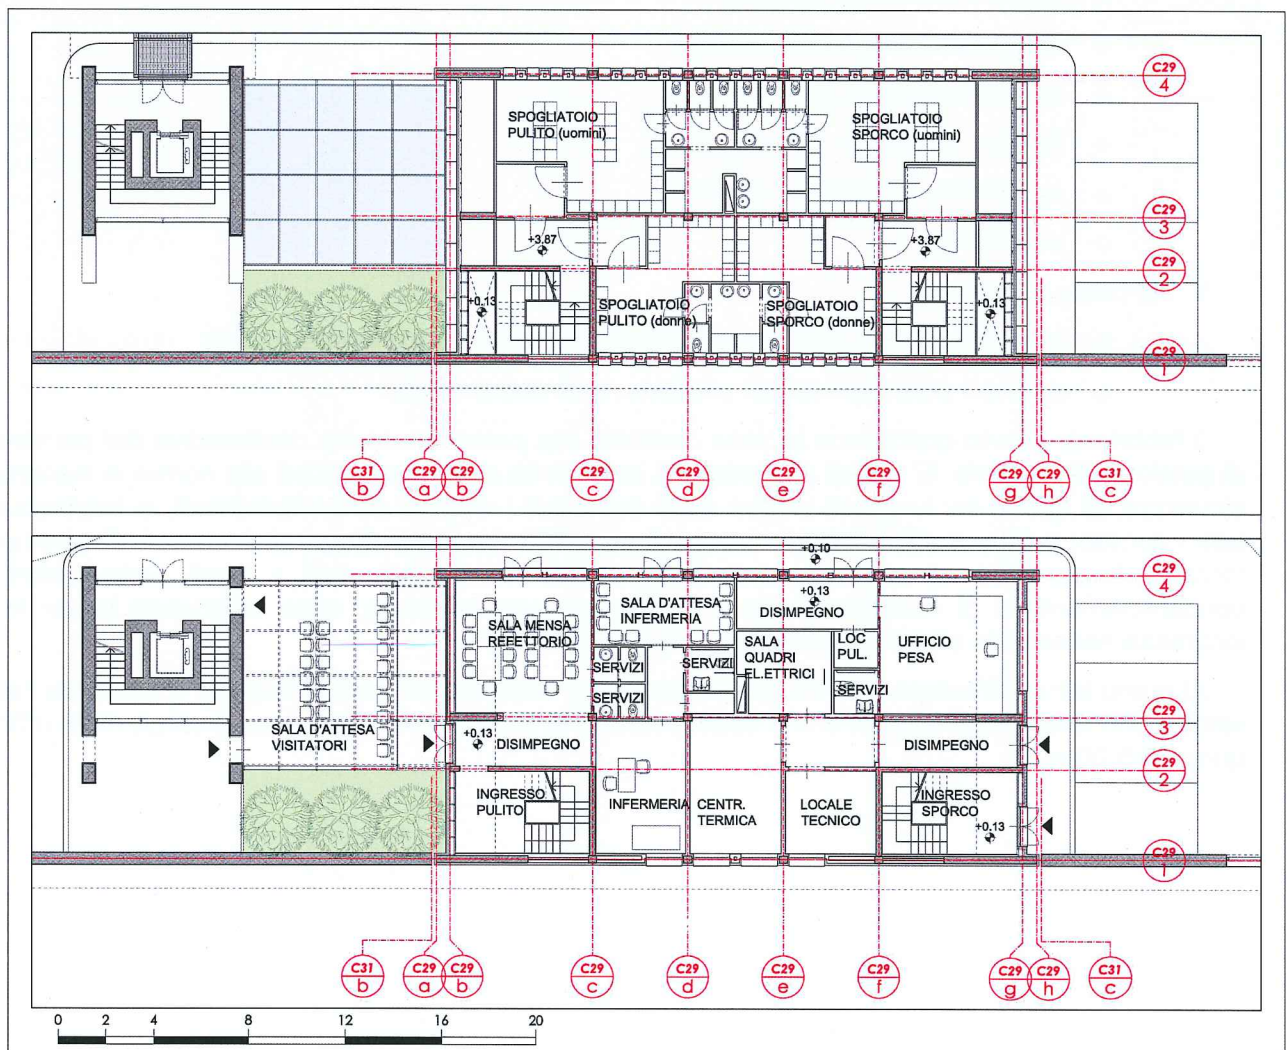 C29
4
SPOGLIATOIO
PULITO (uomini)
SPOGLIATOIO
SPORCO (uomini)
C29
3
+3.87
+3.87
C29
2
+0.13
SPOGLIATOIO
PULITO (donne)
SPOGLIATOIO
SPORCO (donne)
+0.13
C29
1
C31
b
C29
a
C29
b
C29
c
C29
d
C29
e
C29
f
C29
g
C29
h
C31
c
+0.10
C29
4
SALA D'ATTESA
INFERMERIA
+0.13
DISIMPEGNO
SALA MENSA
REFETTORIO
SALA
QUADRI
EL.ETTRICI
LOC
PUL.
UFFICIO
PESA
SERVIZI
SERVIZI
SERVIZI
SERVIZI
C29
3
SALA D'ATTESA
VISITATORI
+0.13
DISIMPEGNO
DISIMPEGNO
C29
2
INGRESSO
PULITO
INFERMERIA
CENTR.
TERMICA
LOCALE
TECNICO
INGRESSO
SPORCO
+0.13
C29
1
C31
b
C29
a
C29
b
C29
c
C29
d
C29
e
C29
f
C29
g
C29
h
C31
c
0 2 4 8 12 16 20